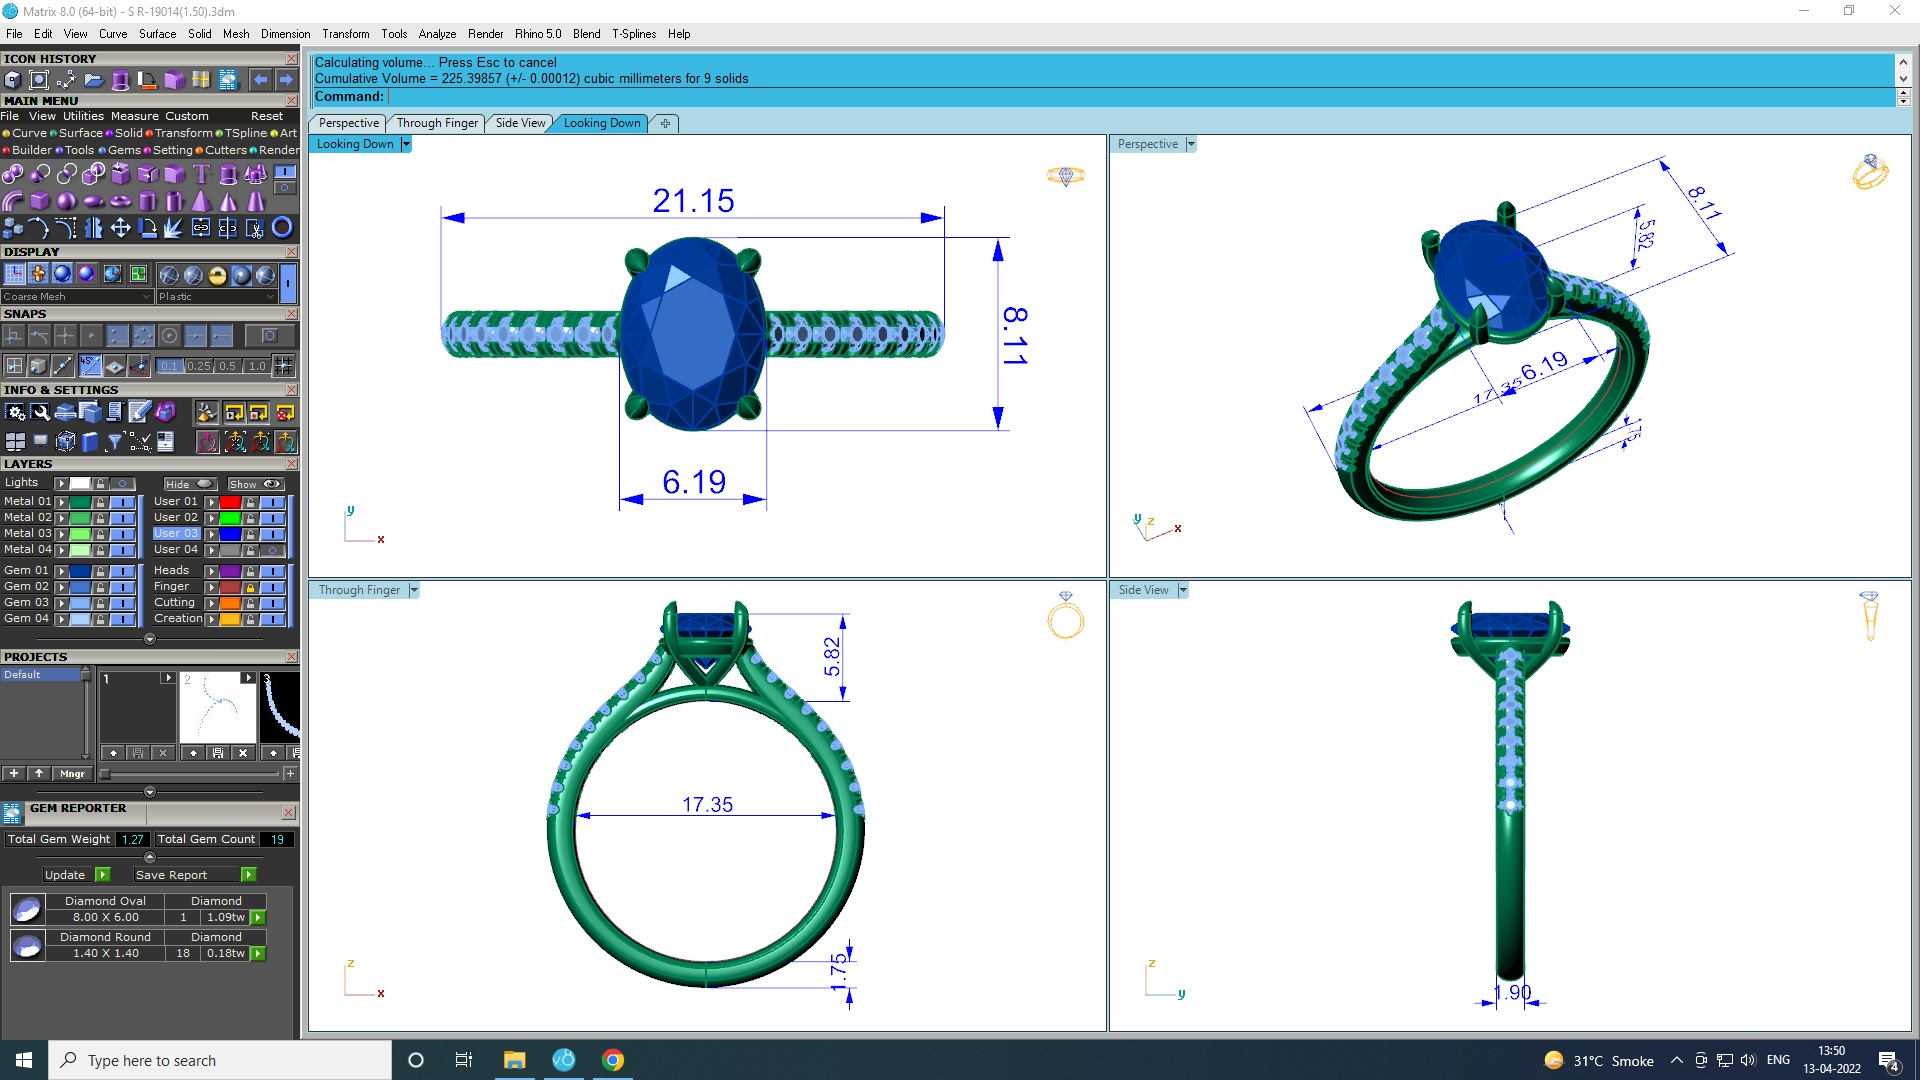 Matrix 8.0 (64-bit) - S R-19014(1.50).3dm
File Edit View Curve Surface Solid Mesh Dimension Transform Tools Analyze Render Rhino 5.0 Blend T-Splines Help
ICON HISTORY
MAIN MENU
File View Utilities Measure Custom Reset
Curve Surface Solid Transform TSpline Art
Builder Tools Gems Setting Cutters Render
DISPLAY
Coarse Mesh Plastic
SNAPS
45°
0.1 0.25 0.5 1.0
INFO & SETTINGS
LAYERS
Lights Hide Show
Metal 01 User 01
Metal 02 User 02
Metal 03 User 03
Metal 04 User 04
Gem 01 Heads
Gem 02 Finger
Gem 03 Cutting
Gem 04 Creation
PROJECTS
Default
1 2 3
+ Mngr
GEM REPORTER
Total Gem Weight 1.27 Total Gem Count 19
Update Save Report
Diamond Oval Diamond
8.00 X 6.00 1 1.09tw
Diamond Round Diamond
1.40 X 1.40 18 0.18tw
Calculating volume... Press Esc to cancel
Cumulative Volume = 225.39857 (+/- 0.00012) cubic millimeters for 9 solids
Command:
Perspective Through Finger Side View Looking Down
Looking Down
21.15
8.11
6.19
y
x
Perspective
8.11
5.82
6.19
17.35
y z x
Through Finger
5.82
17.35
1.75
z
x
Side View
1.90
z
y
Type here to search
31°C Smoke
ENG
13:50
13-04-2022
4